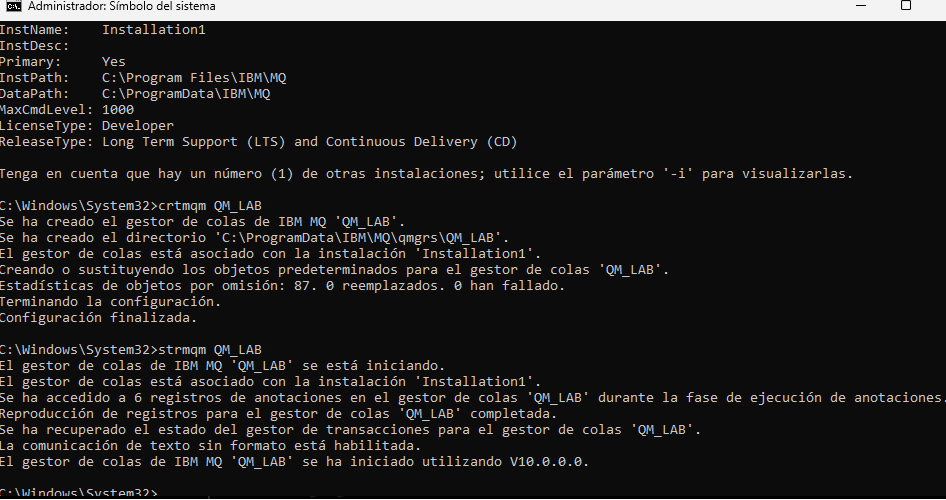 Administrador: Símbolo del sistema
InstName:    Installation1
InstDesc:
Primary:     Yes
InstPath:    C:\Program Files\IBM\MQ
DataPath:    C:\ProgramData\IBM\MQ
MaxCmdLevel: 1000
LicenseType: Developer
ReleaseType: Long Term Support (LTS) and Continuous Delivery (CD)

Tenga en cuenta que hay un número (1) de otras instalaciones; utilice el parámetro '-i' para visualizarlas.

C:\Windows\System32>crtmqm QM_LAB
Se ha creado el gestor de colas de IBM MQ 'QM_LAB'.
Se ha creado el directorio 'C:\ProgramData\IBM\MQ\qmgrs\QM_LAB'.
El gestor de colas está asociado con la instalación 'Installation1'.
Creando o sustituyendo los objetos predeterminados para el gestor de colas 'QM_LAB'.
Estadísticas de objetos por omisión: 87. 0 reemplazados. 0 han fallado.
Terminando la configuración.
Configuración finalizada.

C:\Windows\System32>strmqm QM_LAB
El gestor de colas de IBM MQ 'QM_LAB' se está iniciando.
El gestor de colas está asociado con la instalación 'Installation1'.
Se ha accedido a 6 registros de anotaciones en el gestor de colas 'QM_LAB' durante la fase de ejecución de anotaciones.
Reproducción de registros para el gestor de colas 'QM_LAB' completada.
Se ha recuperado el estado del gestor de transacciones para el gestor de colas 'QM_LAB'.
La comunicación de texto sin formato está habilitada.
El gestor de colas de IBM MQ 'QM_LAB' se ha iniciado utilizando V10.0.0.0.

C:\Windows\System32>